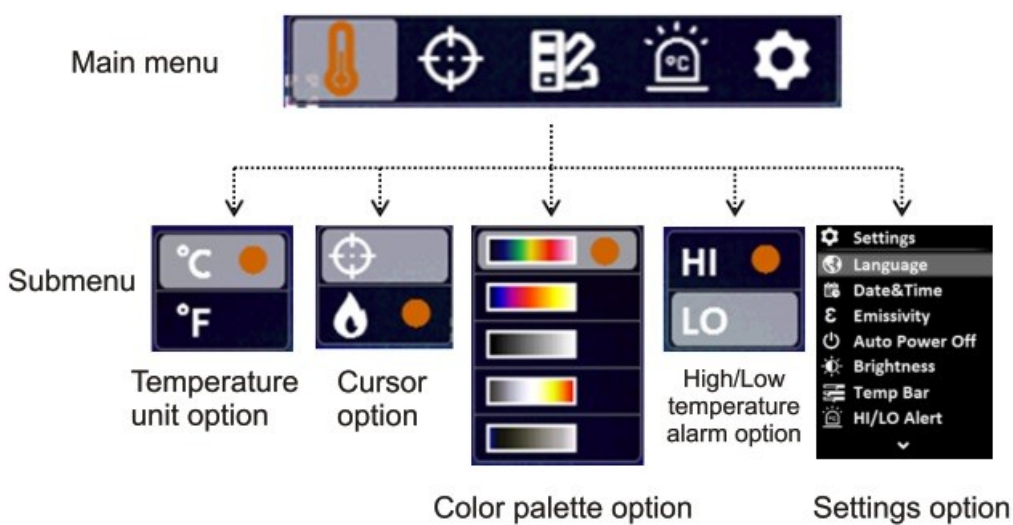 Main menu
°C
Submenu
°C
°F
HI
LO
Settings
Language
Date&Time
Emissivity
Auto Power Off
Brightness
Temp Bar
HI/LO Alert
Temperature
unit option
Cursor
option
High/Low
temperature
alarm option
Color palette option
Settings option